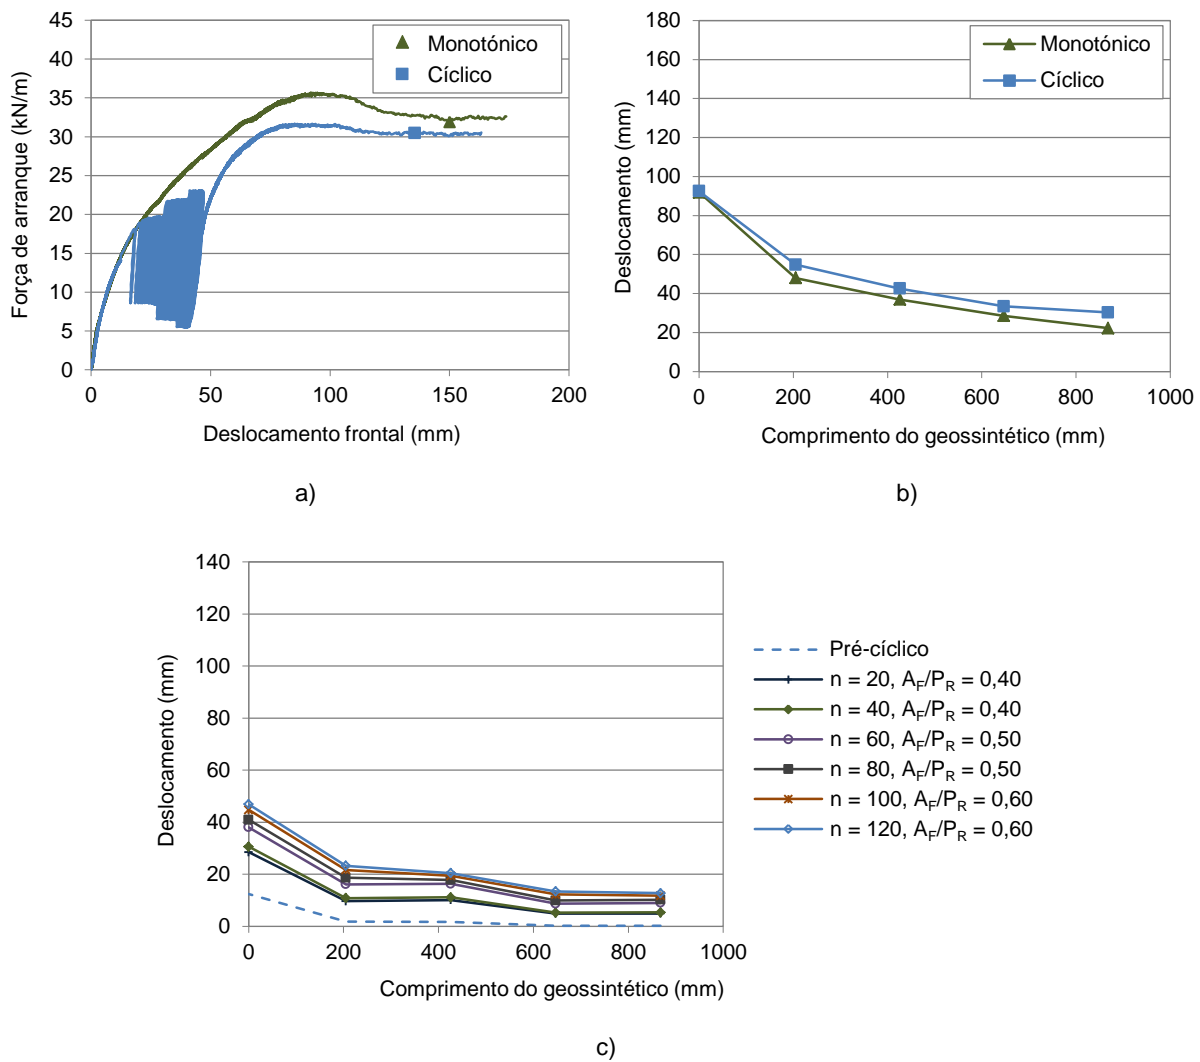 Força de arranque (kN/m)
45
40
35
30
25
20
15
10
5
0
Monotónico
Cíclico
0 50 100 150 200
Deslocamento frontal (mm)
a)
Deslocamento (mm)
180
160
140
120
100
80
60
40
20
0
Monotónico
Cíclico
0 200 400 600 800 1000
Comprimento do geossintético (mm)
b)
Deslocamento (mm)
140
120
100
80
60
40
20
0
0 200 400 600 800 1000
Comprimento do geossintético (mm)
Pré-cíclico
n = 20, AF/PR = 0,40
n = 40, AF/PR = 0,40
n = 60, AF/PR = 0,50
n = 80, AF/PR = 0,50
n = 100, AF/PR = 0,60
n = 120, AF/PR = 0,60
c)